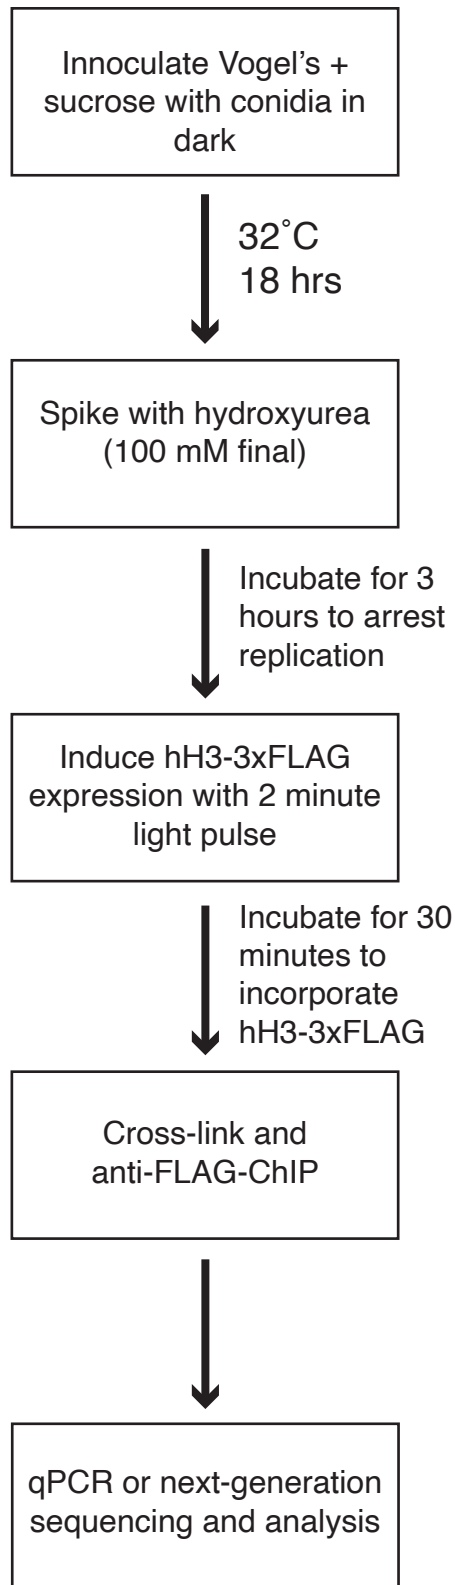 Innoculate Vogel's +
sucrose with conidia in
dark
32˚C
18 hrs
Spike with hydroxyurea
(100 mM final)
Incubate for 3
hours to arrest
replication
Induce hH3-3xFLAG
expression with 2 minute
light pulse
Incubate for 30
minutes to
incorporate
hH3-3xFLAG
Cross-link and
anti-FLAG-ChIP
qPCR or next-generation
sequencing and analysis